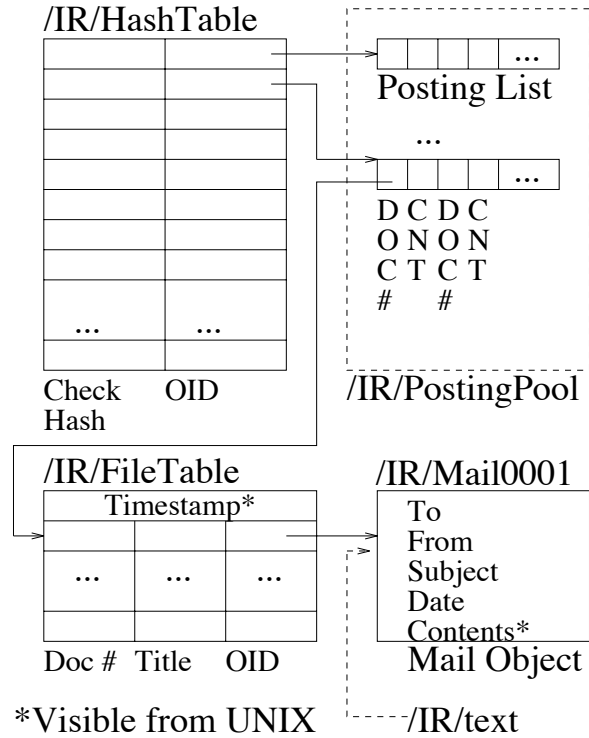 /IR/HashTable
...
Posting List
...
...
D C D C
O N O N
C T C T
# #
... ...
Check OID
Hash
/IR/PostingPool
/IR/FileTable
Timestamp*
... ... ...
Doc # Title OID
/IR/Mail0001
To
From
Subject
Date
Contents*
Mail Object
*Visible from UNIX
/IR/text